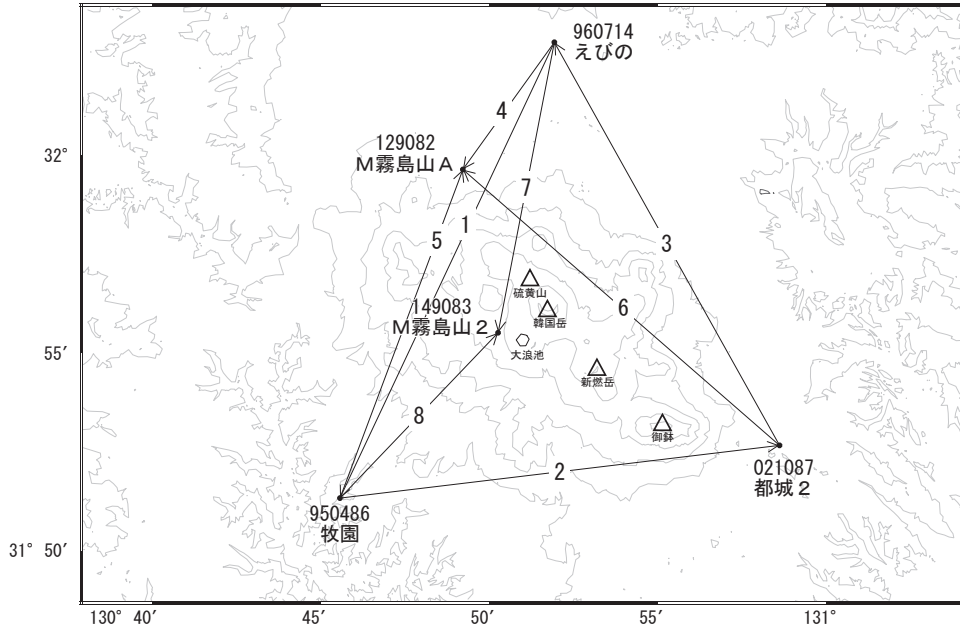 960714
えびの
4
129082
M霧島山A
32°
7
5
1
3
硫黄山
149083
M霧島山2
韓国岳
6
大浪池
55′
新燃岳
8
御鉢
2
021087
都城2
950486
牧園
31° 50′
130° 40′
45′
50′
55′
131°